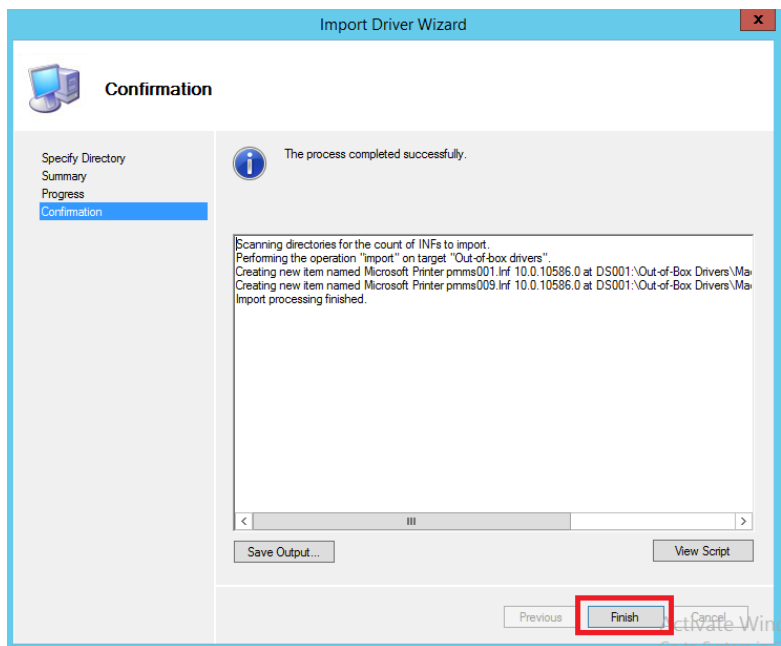 Import Driver Wizard
x
Confirmation
Specify Directory
Summary
Progress
Confirmation
The process completed successfully.
Scanning directories for the count of INFs to import.
Performing the operation "import" on target "Out-of-box drivers".
Creating new item named Microsoft Printer prnms001.Inf 10.0.10586.0 at DS001:\Out-of-Box Drivers\Ma
Creating new item named Microsoft Printer prnms009.Inf 10.0.10586.0 at DS001:\Out-of-Box Drivers\Ma
Import processing finished.
Save Output...
View Script
Previous
Finish
Cancel
Activate Win